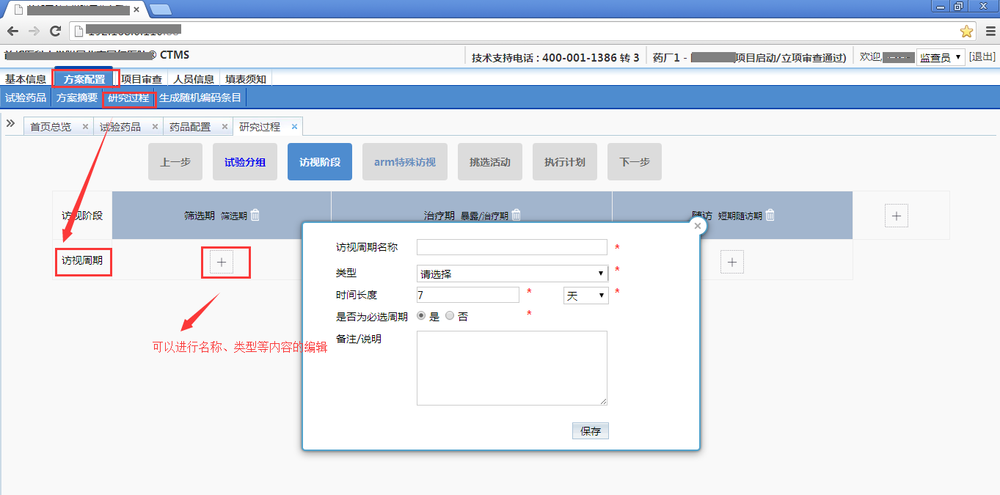 CTMS
技术支持电话 : 400-001-1386 转 3
药厂1 - 项目启动/立项审查通过)
欢迎,
监查员
[退出]
基本信息 方案配置 项目审查 人员信息 填表须知
试验药品 方案摘要 研究过程 生成随机编码条目
首页总览 试验药品 药品配置 研究过程
上一步 试验分组 访视阶段 arm特殊访视 挑选活动 执行计划 下一步
访视阶段 筛选期 筛选期 治疗期 暴露/治疗期 随访 短期随访期
访视周期
访视周期名称 *
类型 请选择 *
时间长度 7 * 天 *
是否为必选周期 是 否 *
备注/说明
可以进行名称、类型等内容的编辑
保存